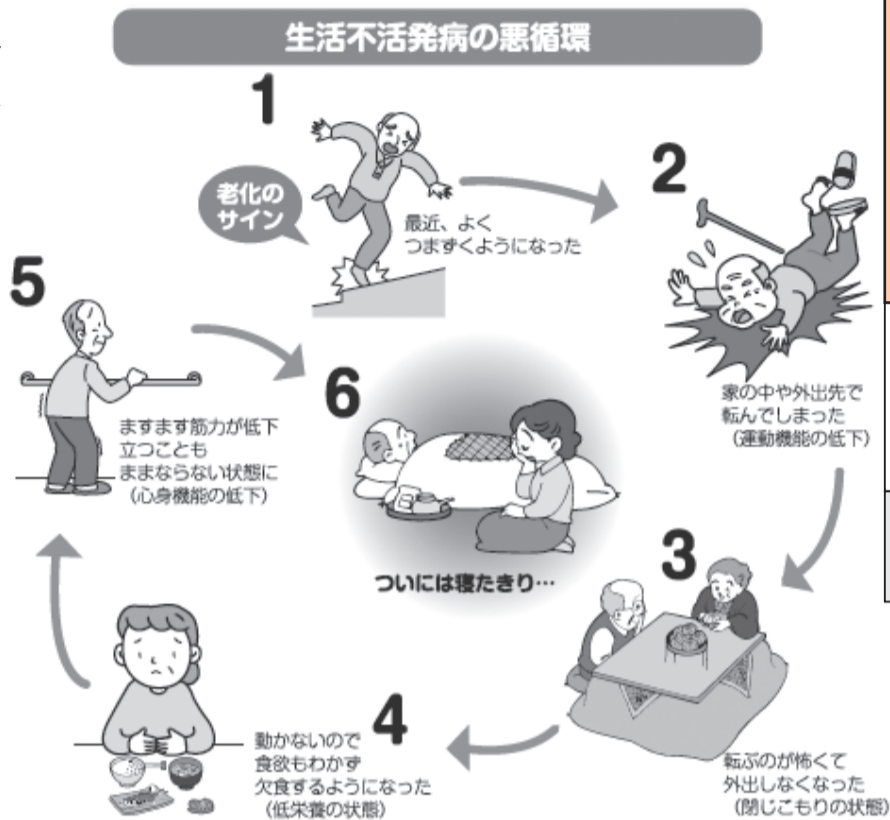 生活不活発病の悪循環
1
老化の
サイン
最近、よく
つまずくようになった
2
家の中や外出先で
転んでしまった
（運動機能の低下）
3
転ぶのが怖くて
外出しなくなった
（閉じこもりの状態）
4
動かないので
食欲もわかず
欠食するようになった
（低栄養の状態）
5
ますます筋力が低下
立つことも
ままならない状態に
（心身機能の低下）
6
ついには寝たきり…